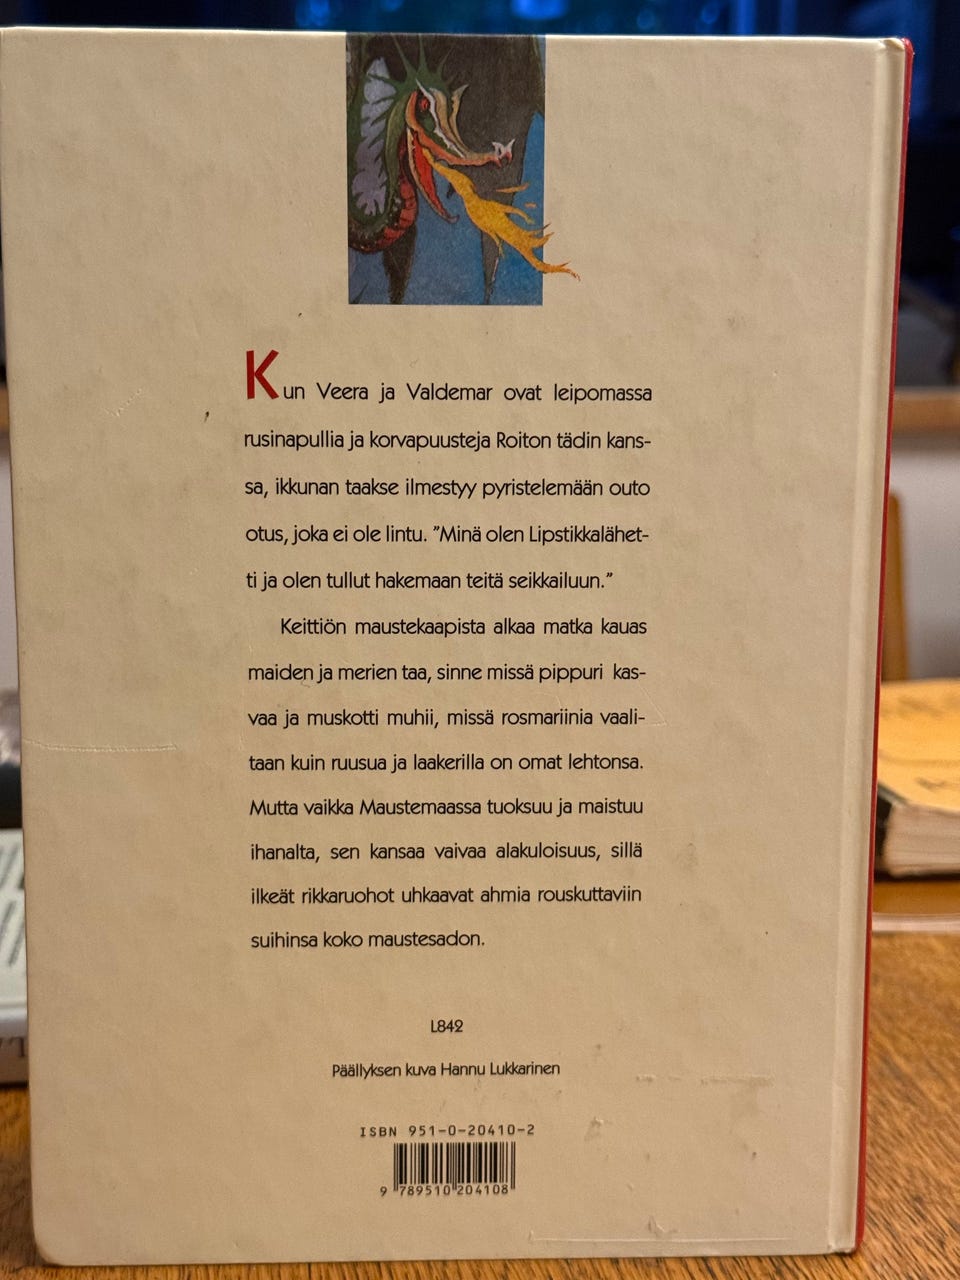 Kun Veera ja Valdemar ovat leipomassa
rusinapullia ja korvapuusteja Roiton tädin kans-
sa, ikkunan taakse ilmestyy pyristelemään outo
otus, joka ei ole lintu. ”Minä olen Lipstikkalähet-
ti ja olen tullut hakemaan teitä seikkailuun.”
Keittiön maustekaapista alkaa matka kauas
maiden ja merien taa, sinne missä pippuri kas-
vaa ja muskotti muhii, missä rosmariinia vaali-
taan kuin ruusua ja laakerilla on omat lehtonsa.
Mutta vaikka Maustemaassa tuoksuu ja maistuu
ihanalta, sen kansaa vaivaa alakuloisuus, sillä
ilkeät rikkaruohot uhkaavat ahmia rouskuttaviin
suihinsa koko maustesadon.
L842
Päällyksen kuva Hannu Lukkarinen
ISBN 951-0-20410-2
9 789510 204108